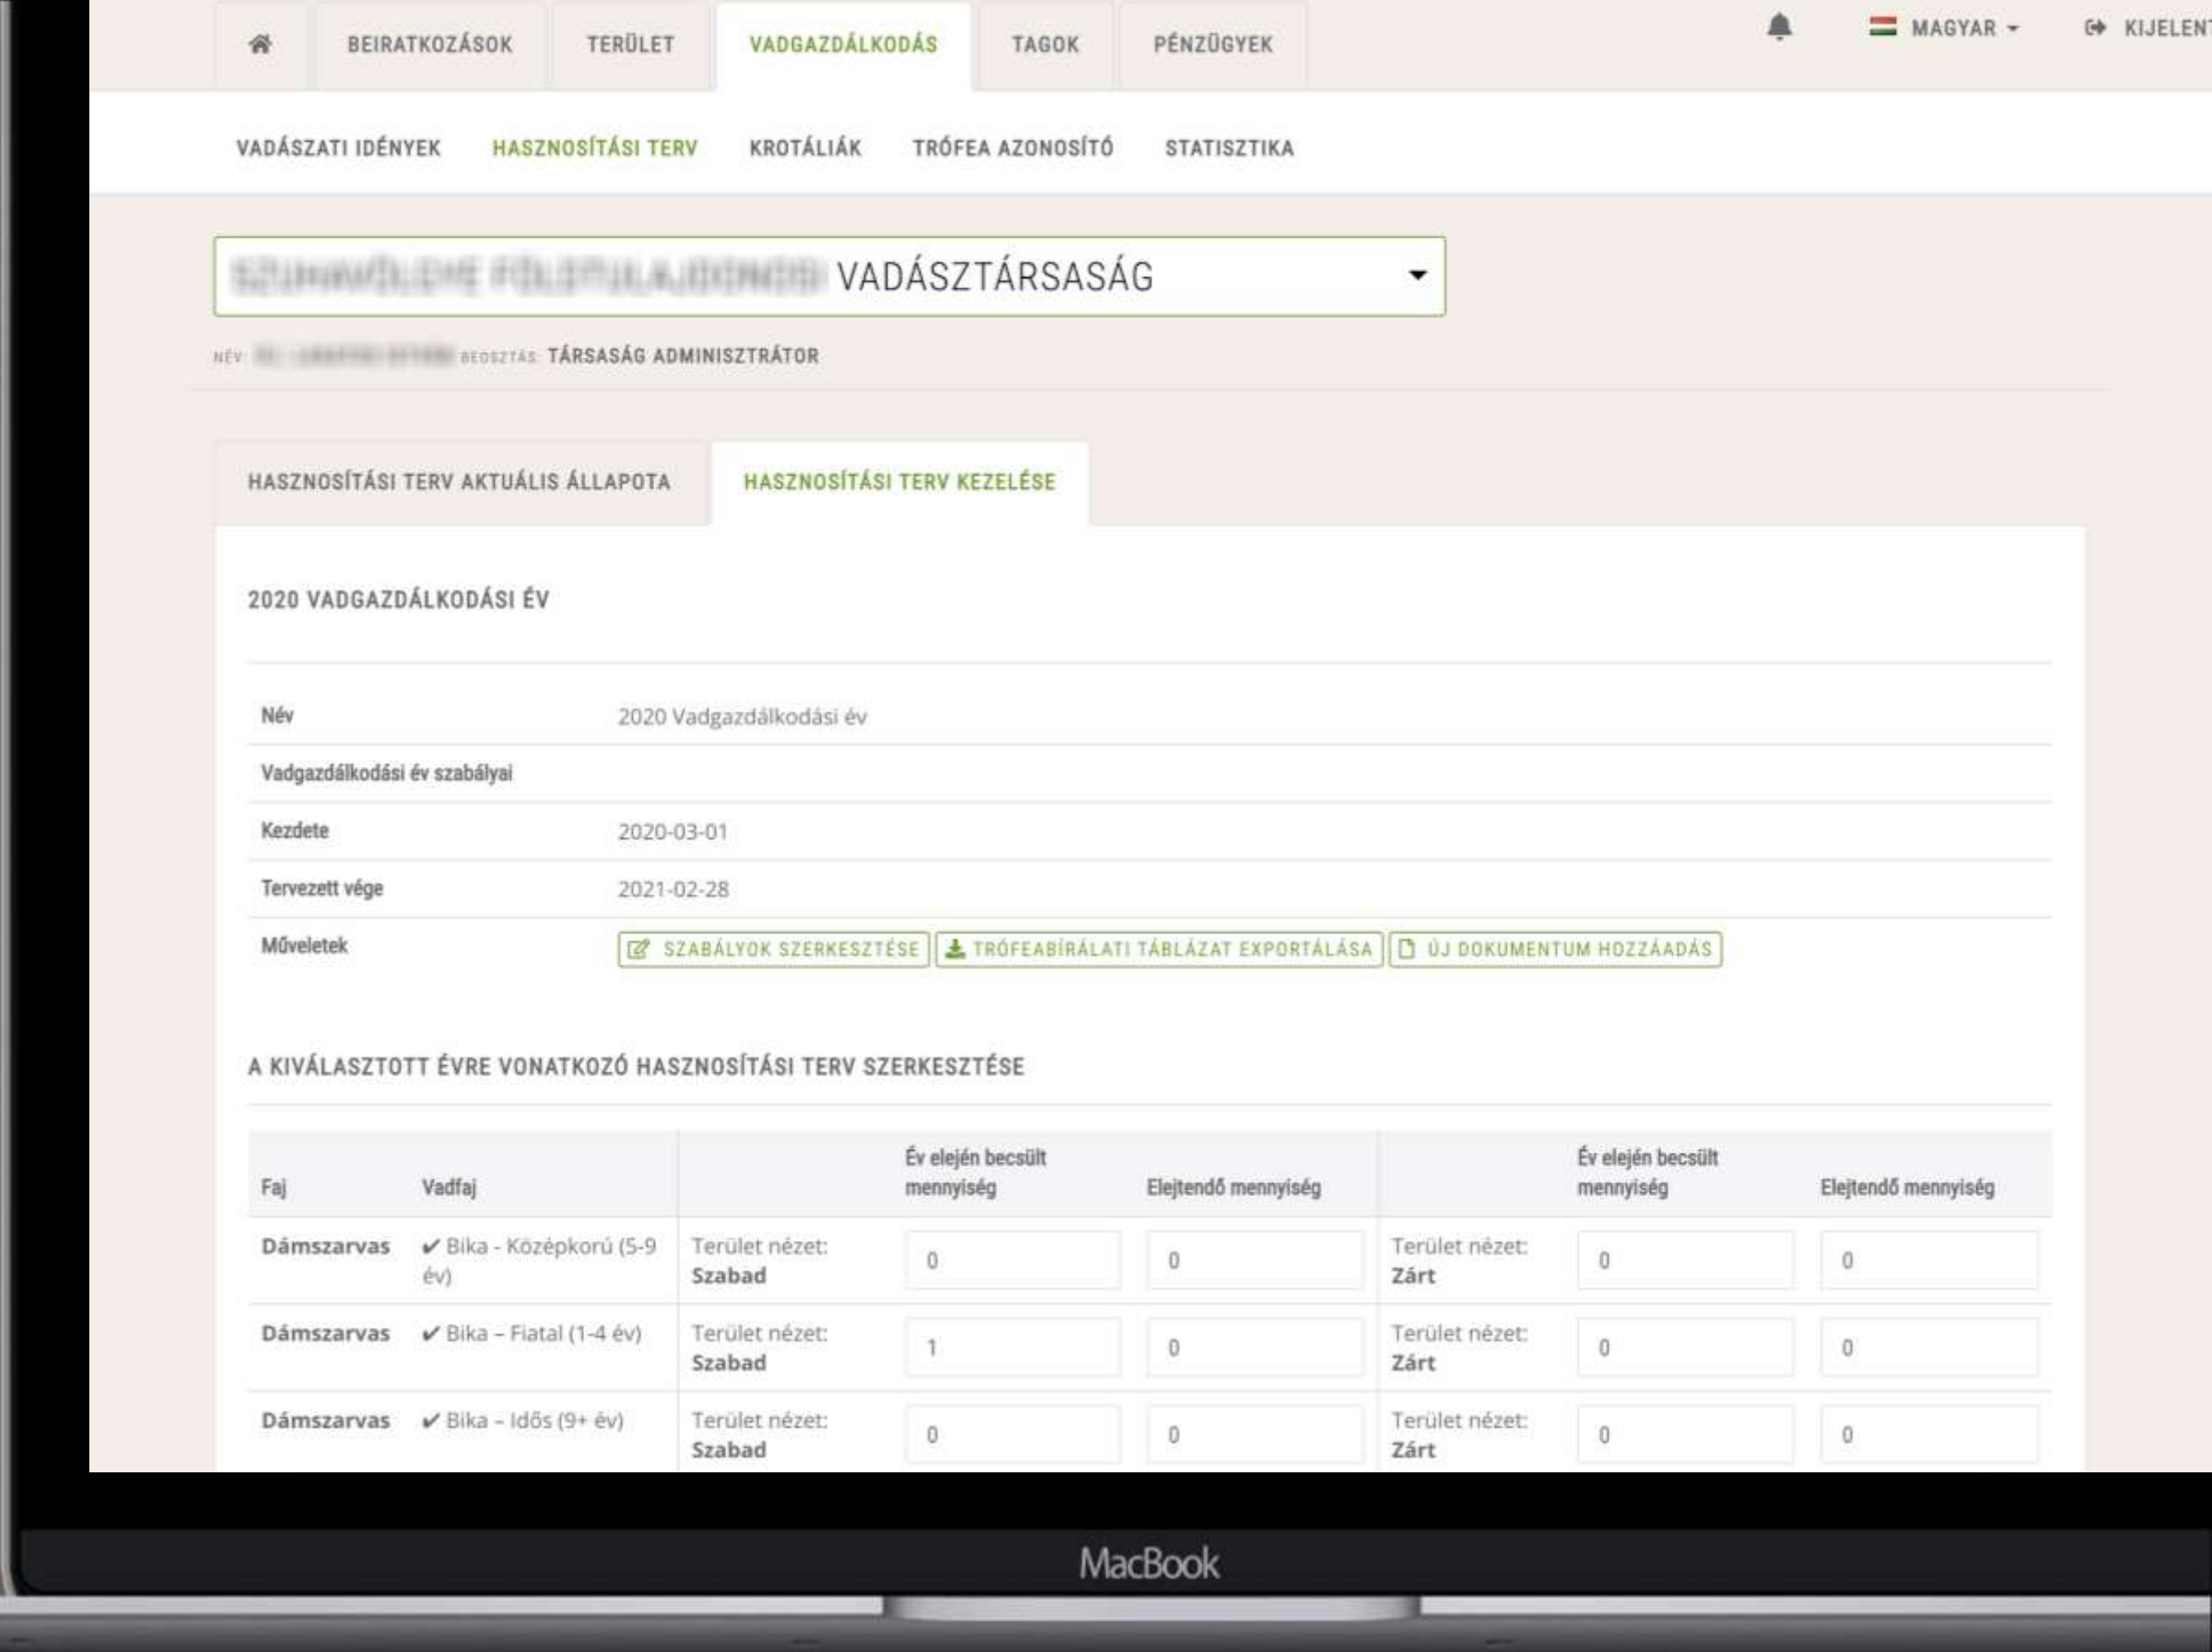 BEIRATKOZÁSOK TERÜLET VADGAZDÁLKODÁS TAGOK PÉNZÜGYEK MAGYAR KIJELENT
VADÁSZATI IDÉNYEK HASZNOSÍTÁSI TERV KROTÁLIÁK TRÓFEA AZONOSÍTÓ STATISZTIKA
VADÁSZTÁRSASÁG
NÉV: BEOSZTÁS: TÁRSASÁG ADMINISZTRÁTOR
HASZNOSÍTÁSI TERV AKTUÁLIS ÁLLAPOTA HASZNOSÍTÁSI TERV KEZELÉSE
2020 VADGAZDÁLKODÁSI ÉV
Név 2020 Vadgazdálkodási év
Vadgazdálkodási év szabályai
Kezdete 2020-03-01
Tervezett vége 2021-02-28
Műveletek SZABÁLYOK SZERKESZTÉSE TRÓFEABÍRÁLATI TÁBLÁZAT EXPORTÁLÁSA ÚJ DOKUMENTUM HOZZÁADÁS
A KIVÁLASZTOTT ÉVRE VONATKOZÓ HASZNOSÍTÁSI TERV SZERKESZTÉSE
Faj Vadfaj Év elején becsült mennyiség Elejtendő mennyiség Év elején becsült mennyiség Elejtendő mennyiség
Dámszarvas ✔ Bika - Középkorú (5-9 év) Terület nézet: Szabad 0 0 Terület nézet: Zárt 0 0
Dámszarvas ✔ Bika – Fiatal (1-4 év) Terület nézet: Szabad 1 0 Terület nézet: Zárt 0 0
Dámszarvas ✔ Bika – Idős (9+ év) Terület nézet: Szabad 0 0 Terület nézet: Zárt 0 0
MacBook